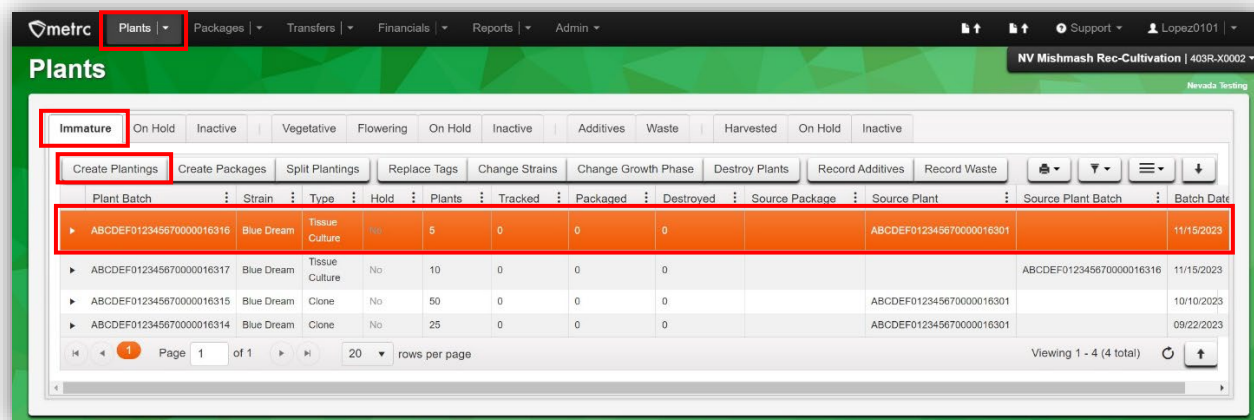 metrc Plants Packages Transfers Financials Reports Admin Support Lopez0101
Plants
NV Mishmash Rec-Cultivation | 403R-X0002
Nevada Testing
Immature On Hold Inactive Vegetative Flowering On Hold Inactive Additives Waste Harvested On Hold Inactive
Create Plantings Create Packages Split Plantings Replace Tags Change Strains Change Growth Phase Destroy Plants Record Additives Record Waste
Plant Batch Strain Type Hold Plants Tracked Packaged Destroyed Source Package Source Plant Source Plant Batch Batch Date
ABCDEF012345670000016316 Blue Dream Tissue Culture No 5 0 0 0 ABCDEF012345670000016301 11/15/2023
ABCDEF012345670000016317 Blue Dream Tissue Culture No 10 0 0 0 ABCDEF012345670000016316 11/15/2023
ABCDEF012345670000016315 Blue Dream Clone No 50 0 0 0 ABCDEF012345670000016301 10/10/2023
ABCDEF012345670000016314 Blue Dream Clone No 25 0 0 0 ABCDEF012345670000016301 09/22/2023
1 Page 1 of 1 20 rows per page Viewing 1 - 4 (4 total)